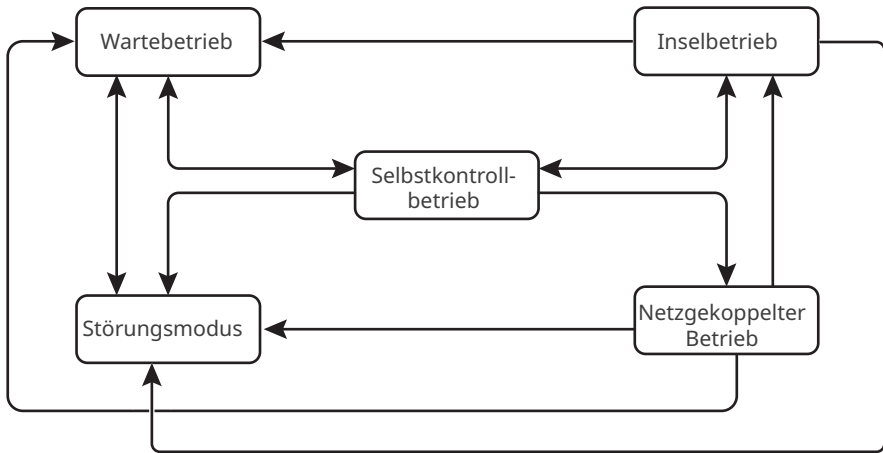 Wartebetrieb
Inselbetrieb
Selbstkontroll-
betrieb
Störungsmodus
Netzgekoppelter
Betrieb